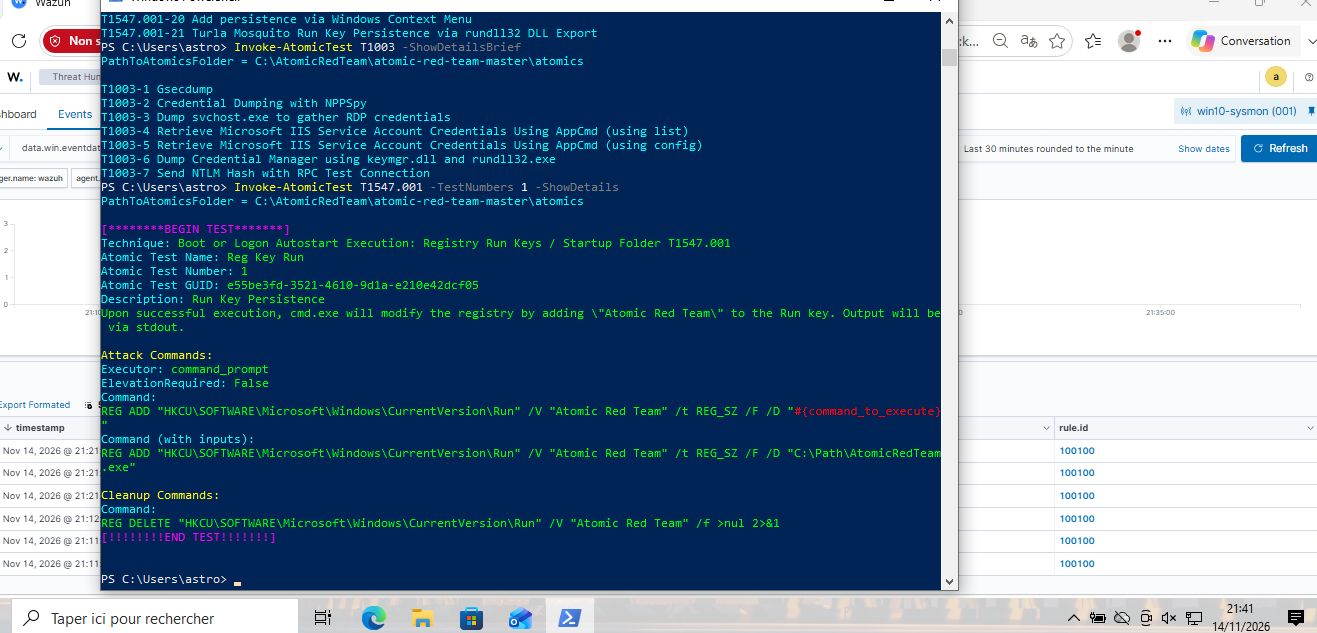 Wazuh
Non s
Conversation
W.
Threat Hun
a
hboard
Events
win10-sysmon (001)
data.win.eventdat
Last 30 minutes rounded to the minute
Show dates
Refresh
ger.name: wazuh
agent.
3
2
1
0
21:10
21:35:00
Export Formated
timestamp
rule.id
Nov 14, 2026 @ 21:21
100100
Nov 14, 2026 @ 21:21
100100
Nov 14, 2026 @ 21:21
100100
Nov 14, 2026 @ 21:12
100100
Nov 14, 2026 @ 21:11
100100
Nov 14, 2026 @ 21:11
100100
T1547.001-20 Add persistence via Windows Context Menu
T1547.001-21 Turla Mosquito Run Key Persistence via rundll32 DLL Export
PS C:\Users\astro> Invoke-AtomicTest T1003 -ShowDetailsBrief
PathToAtomicsFolder = C:\AtomicRedTeam\atomic-red-team-master\atomics
T1003-1 Gsecdump
T1003-2 Credential Dumping with NPPSpy
T1003-3 Dump svchost.exe to gather RDP credentials
T1003-4 Retrieve Microsoft IIS Service Account Credentials Using AppCmd (using list)
T1003-5 Retrieve Microsoft IIS Service Account Credentials Using AppCmd (using config)
T1003-6 Dump Credential Manager using keymgr.dll and rundll32.exe
T1003-7 Send NTLM Hash with RPC Test Connection
PS C:\Users\astro> Invoke-AtomicTest T1547.001 -TestNumbers 1 -ShowDetails
PathToAtomicsFolder = C:\AtomicRedTeam\atomic-red-team-master\atomics
[********BEGIN TEST*******]
Technique: Boot or Logon Autostart Execution: Registry Run Keys / Startup Folder T1547.001
Atomic Test Name: Reg Key Run
Atomic Test Number: 1
Atomic Test GUID: e55be3fd-3521-4610-9d1a-e210e42dcf05
Description: Run Key Persistence
Upon successful execution, cmd.exe will modify the registry by adding \"Atomic Red Team\" to the Run key. Output will be
via stdout.
Attack Commands:
Executor: command_prompt
ElevationRequired: False
Command:
REG ADD "HKCU\SOFTWARE\Microsoft\Windows\CurrentVersion\Run" /V "Atomic Red Team" /t REG_SZ /F /D "#{command_to_execute}
"
Command (with inputs):
REG ADD "HKCU\SOFTWARE\Microsoft\Windows\CurrentVersion\Run" /V "Atomic Red Team" /t REG_SZ /F /D "C:\Path\AtomicRedTeam
.exe"
Cleanup Commands:
Command:
REG DELETE "HKCU\SOFTWARE\Microsoft\Windows\CurrentVersion\Run" /V "Atomic Red Team" /f >nul 2>&1
[!!!!!!!!END TEST!!!!!!!]
PS C:\Users\astro>
Taper ici pour rechercher
21:41
14/11/2026